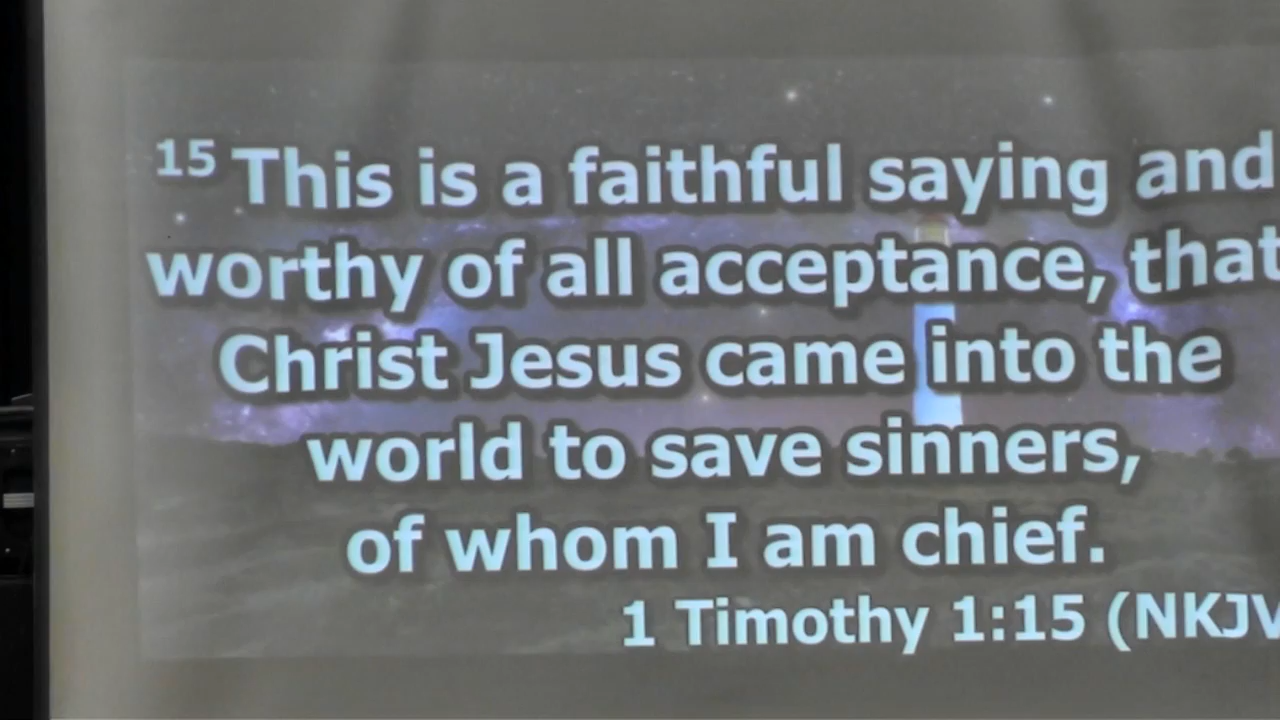 15 This is a faithful saying and
worthy of all acceptance, that
Christ Jesus came into the
world to save sinners,
of whom I am chief.
1 Timothy 1:15 (NKJV